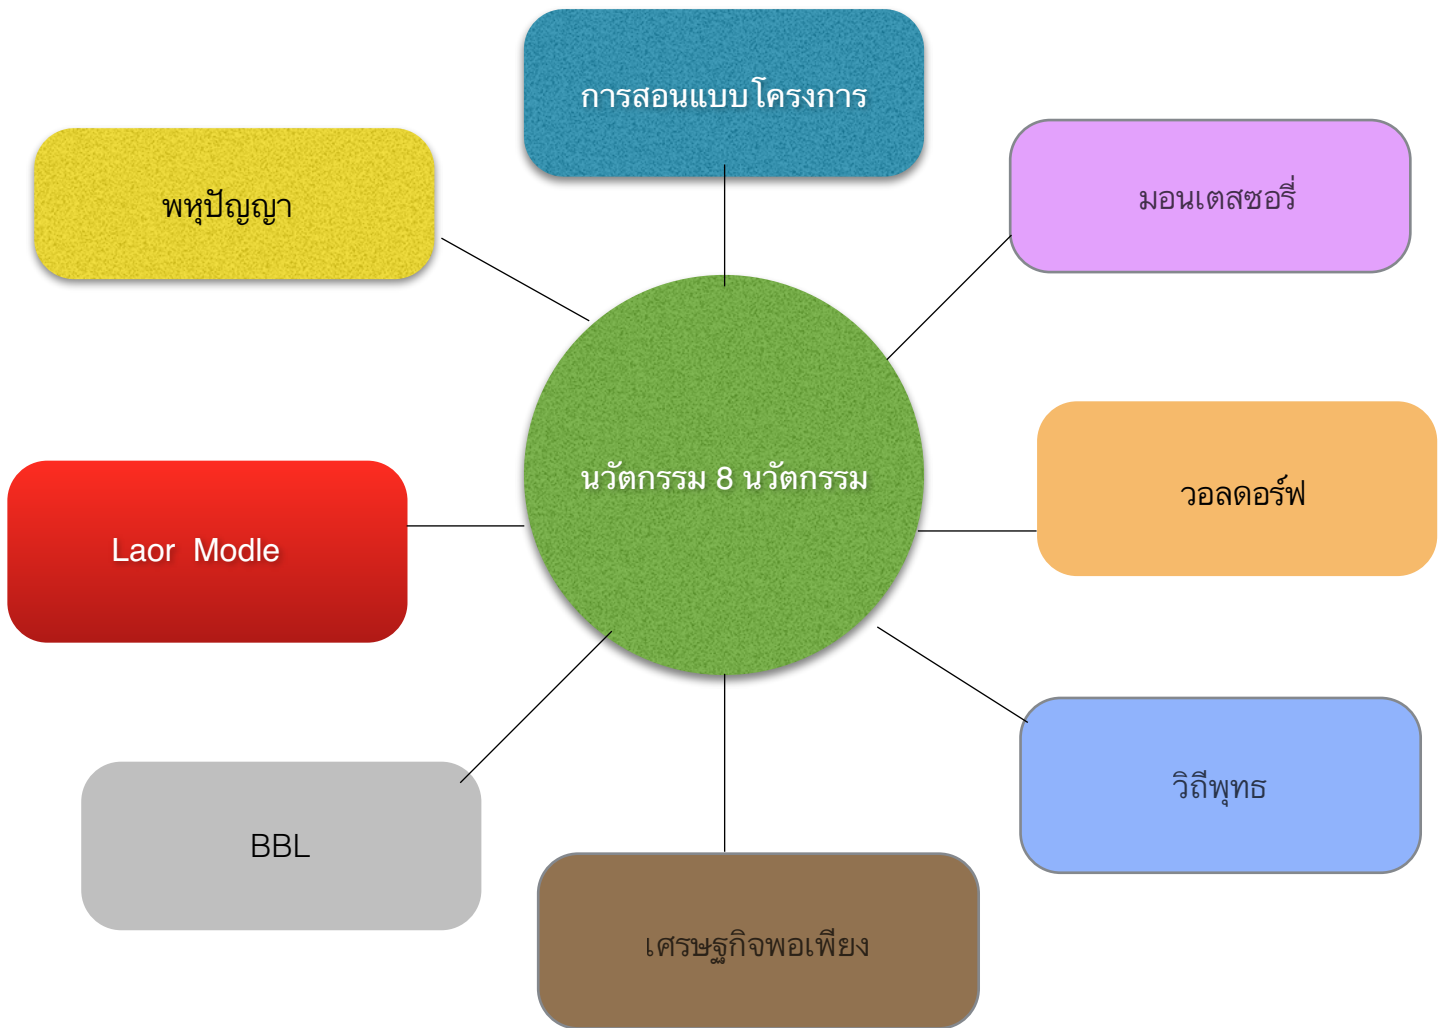 การสอนแบบโครงการ
พหุปัญญา
มอนเตสซอรี่
นวัตกรรม 8 นวัตกรรม
วอลดอร์ฟ
Laor Modle
วิถีพุทธ
BBL
เศรษฐกิจพอเพียง